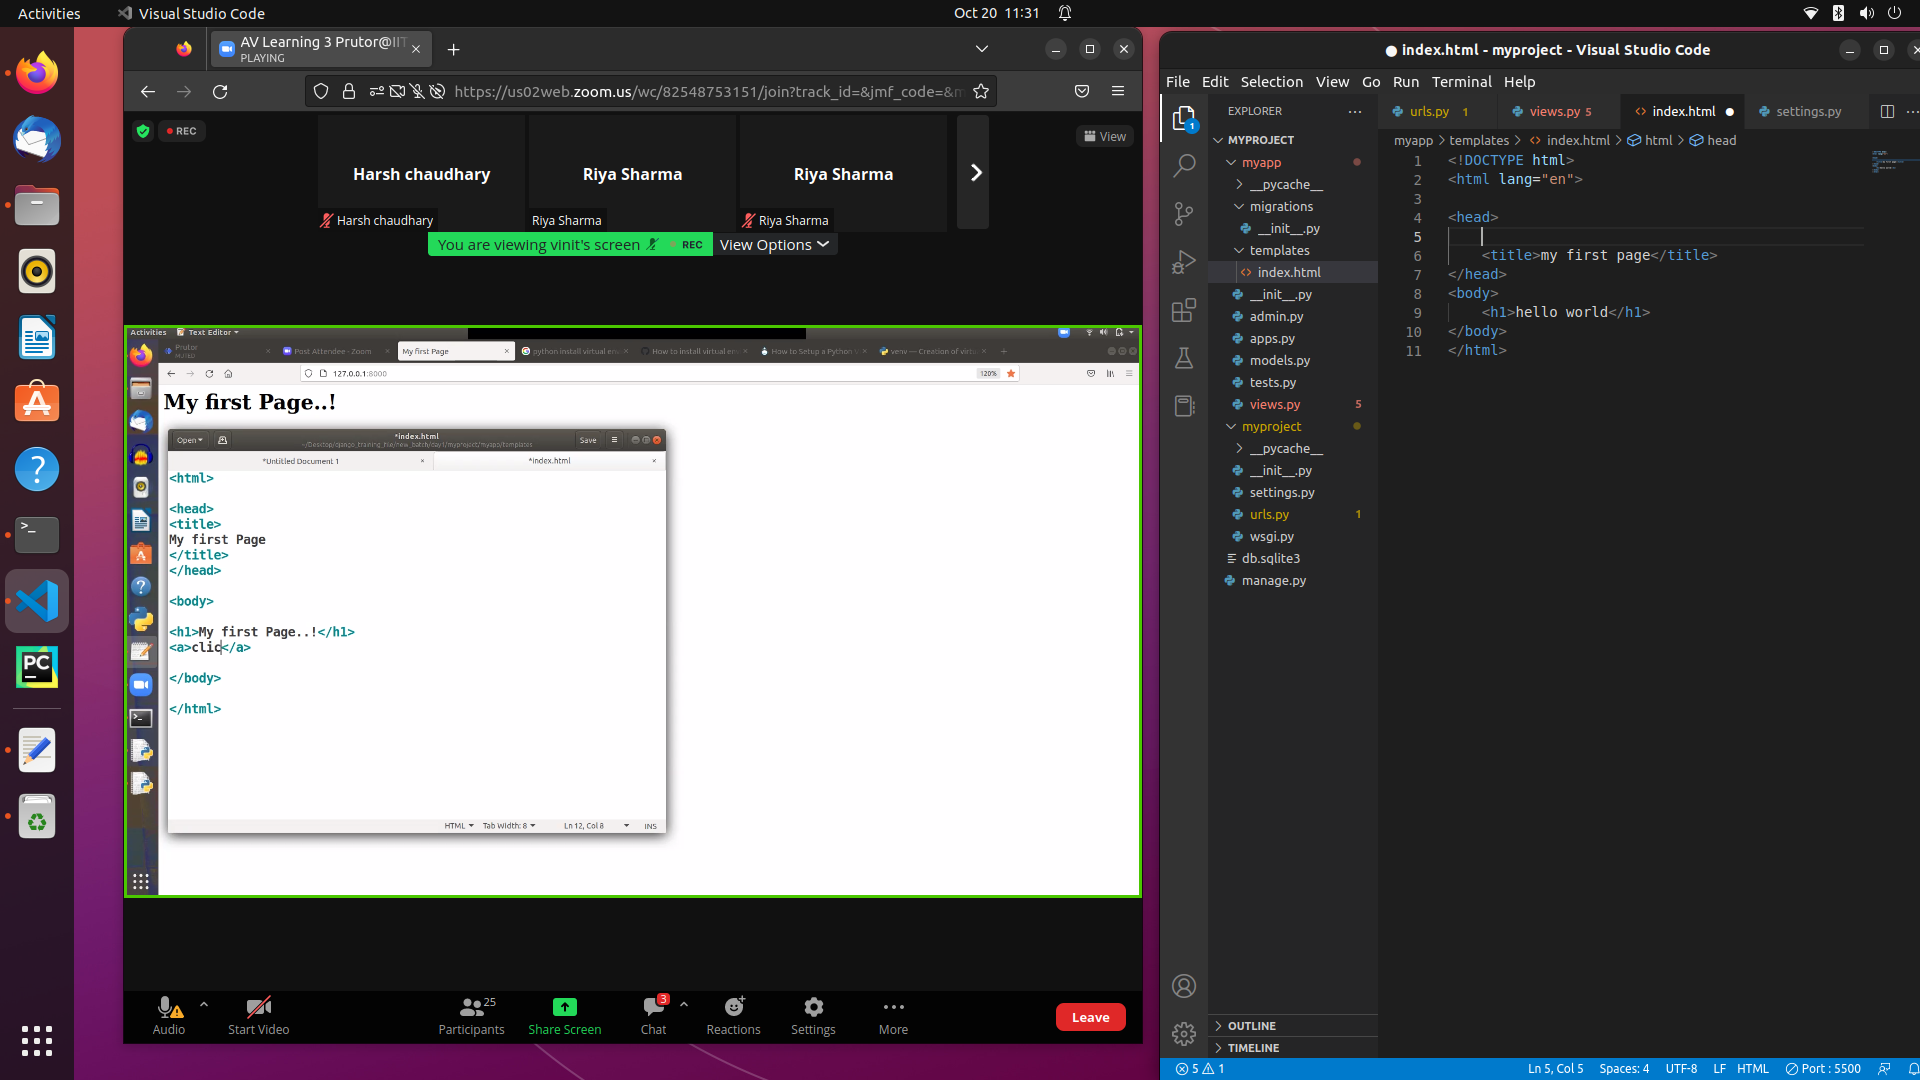 Activities
Visual Studio Code
Oct 20 11:31
AV Learning 3 Prutor@IIT
PLAYING
https://us02web.zoom.us/wc/82548753151/join?track_id=&jmf_code=&m
REC
View
Harsh chaudhary
Riya Sharma
Riya Sharma
Harsh chaudhary
Riya Sharma
Riya Sharma
You are viewing vinit's screen
REC
View Options
Activities
Text Editor
Prutor
MUTED
Post Attendee - Zoom
My first Page
python install virtual env
How to install virtual env
How to Setup a Python v
venv — Creation of virtu
127.0.0.1:8000
120%
My first Page..!
Open
*index.html
~/Desktop/django_training_hse/new_batch/day1/myproject/myapp/templates
Save
*Untitled Document 1
*index.html
<html>
<head>
<title>
My first Page
</title>
</head>
<body>
<h1>My first Page..!</h1>
<a>clic</a>
</body>
</html>
HTML
Tab Width: 8
Ln 12, Col 8
INS
Audio
Start Video
Participants
25
Share Screen
Chat
3
Reactions
Settings
More
Leave
● index.html - myproject - Visual Studio Code
File Edit Selection View Go Run Terminal Help
1
EXPLORER
MYPROJECT
myapp
__pycache__
migrations
__init__.py
templates
index.html
__init__.py
admin.py
apps.py
models.py
tests.py
views.py 5
myproject
__pycache__
__init__.py
settings.py
urls.py 1
wsgi.py
db.sqlite3
manage.py
OUTLINE
TIMELINE
urls.py 1
views.py 5
index.html
settings.py
myapp > templates > index.html > html > head
1 <!DOCTYPE html>
2 <html lang="en">
3
4 <head>
5
6 <title>my first page</title>
7 </head>
8 <body>
9 <h1>hello world</h1>
10 </body>
11 </html>
5 1
Ln 5, Col 5
Spaces: 4
UTF-8
LF
HTML
Port : 5500